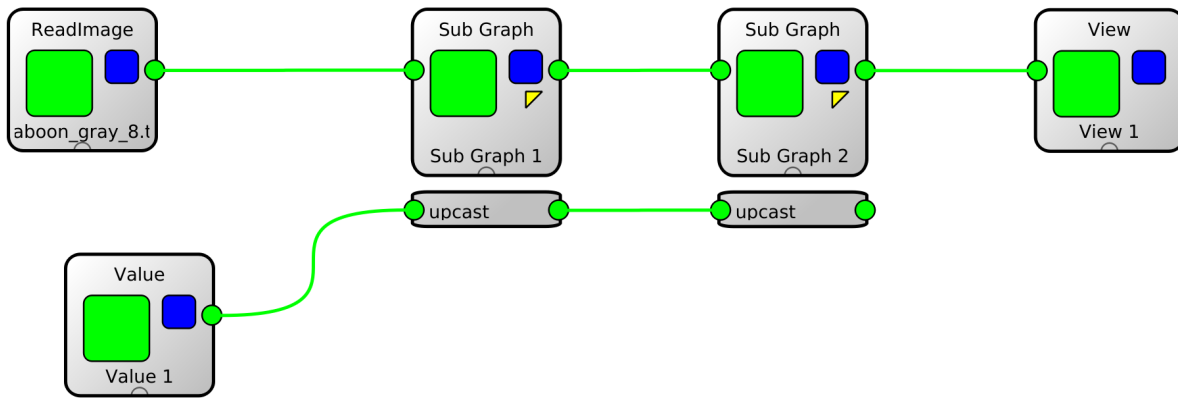 ReadImage
aboon_gray_8.t
Sub Graph
Sub Graph 1
Sub Graph
Sub Graph 2
View
View 1
upcast
upcast
Value
Value 1